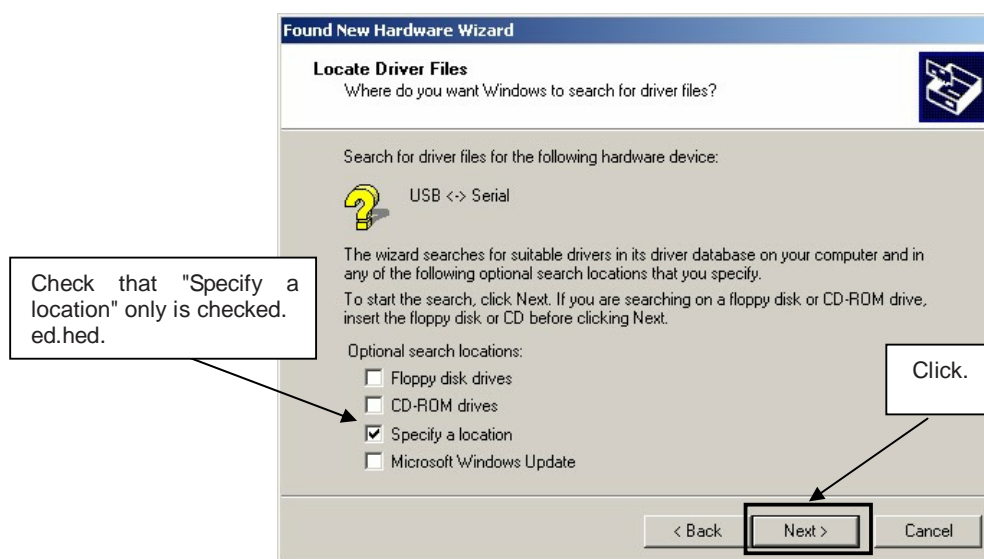 Found New Hardware Wizard
Locate Driver Files
Where do you want Windows to search for driver files?
Search for driver files for the following hardware device:
USB <-> Serial
The wizard searches for suitable drivers in its driver database on your computer and in
any of the following optional search locations that you specify.
To start the search, click Next. If you are searching on a floppy disk or CD-ROM drive,
insert the floppy disk or CD before clicking Next.
Check that "Specify a
location" only is checked.
ed.hed.
Optional search locations:
Floppy disk drives
CD-ROM drives
Specify a location
Microsoft Windows Update
Click.
< Back
Next >
Cancel